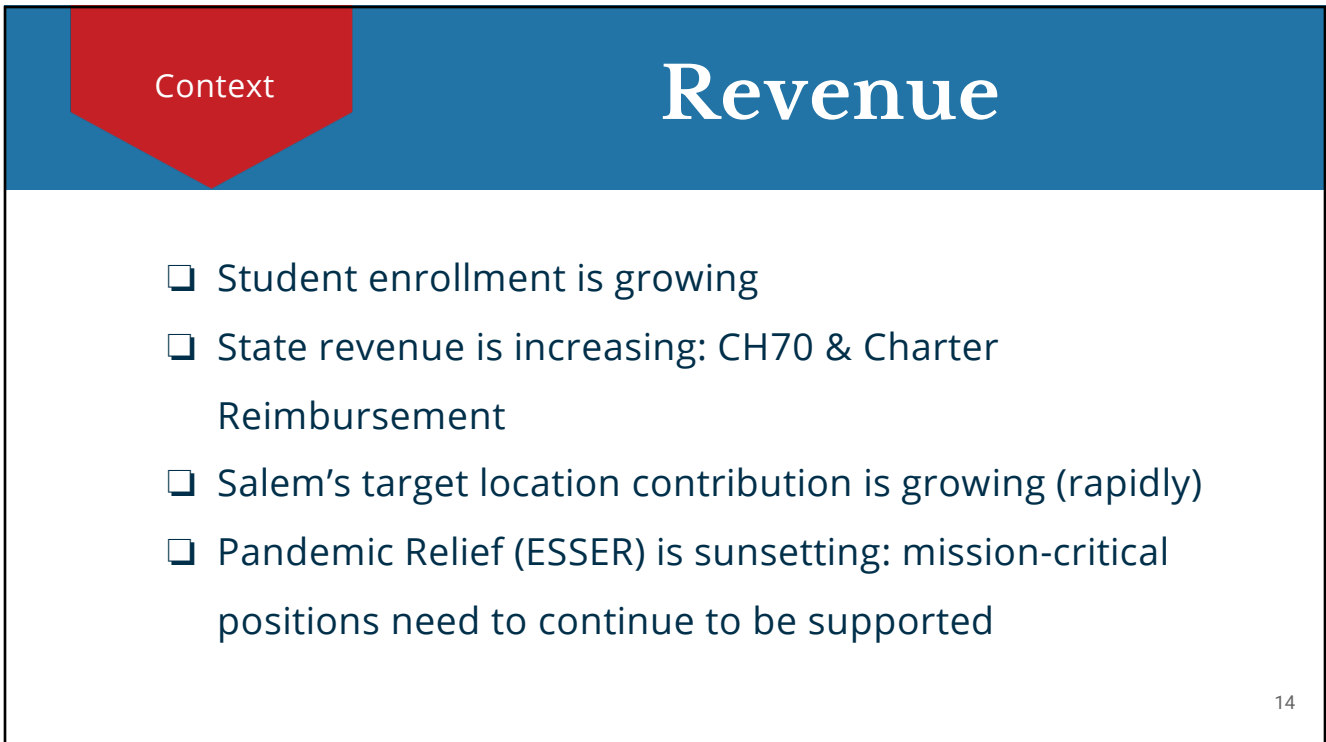 Context
Revenue
❏ Student enrollment is growing
❏ State revenue is increasing: CH70 & Charter
Reimbursement
❏ Salem’s target location contribution is growing (rapidly)
❏ Pandemic Relief (ESSER) is sunsetting: mission-critical
positions need to continue to be supported
14